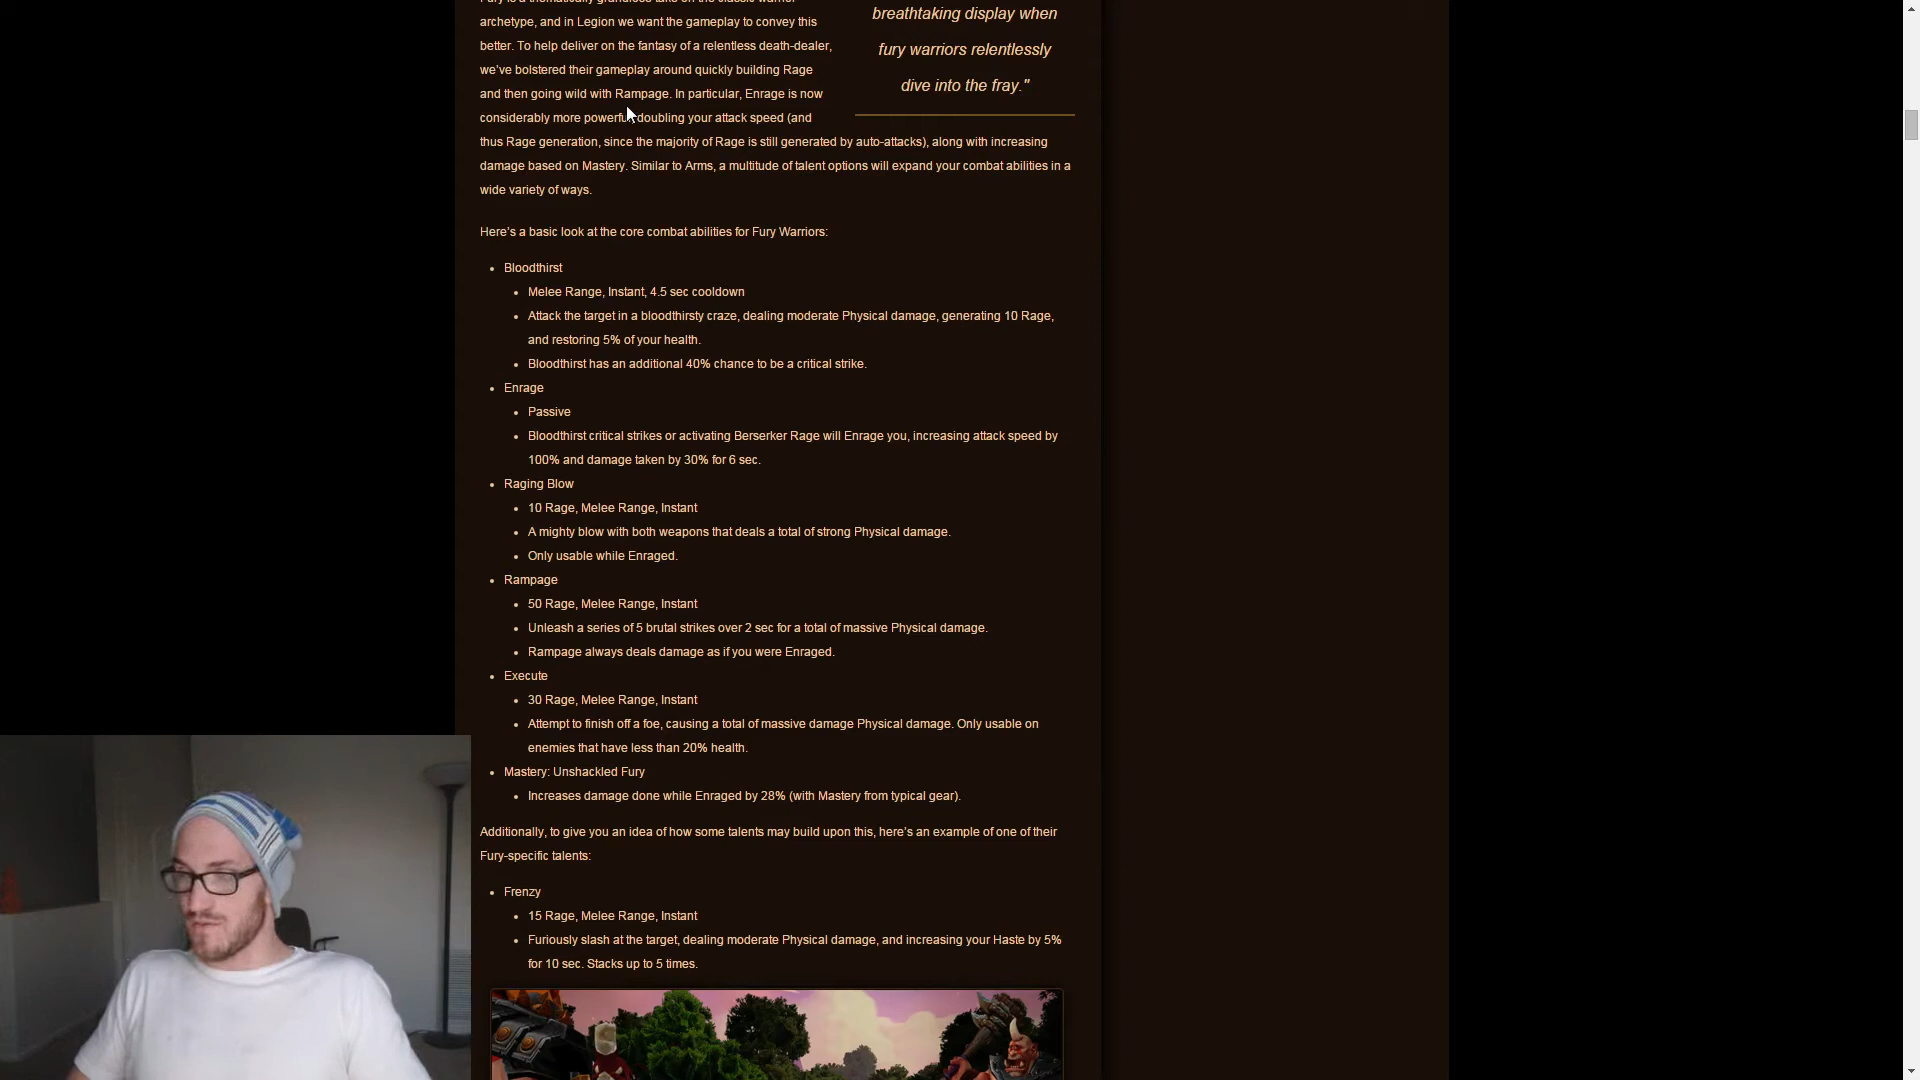 Fury is a thematically grandiose take on the classic warrior
archetype, and in Legion we want the gameplay to convey this
better. To help deliver on the fantasy of a relentless death-dealer,
we've bolstered their gameplay around quickly building Rage
and then going wild with Rampage. In particular, Enrage is now
considerably more powerful, doubling your attack speed (and
thus Rage generation, since the majority of Rage is still generated by auto-attacks), along with increasing
damage based on Mastery. Similar to Arms, a multitude of talent options will expand your combat abilities in a
wide variety of ways.
breathtaking display when
fury warriors relentlessly
dive into the fray."
Here's a basic look at the core combat abilities for Fury Warriors:
Bloodthirst
Melee Range, Instant, 4.5 sec cooldown
Attack the target in a bloodthirsty craze, dealing moderate Physical damage, generating 10 Rage,
and restoring 5% of your health.
Bloodthirst has an additional 40% chance to be a critical strike.
Enrage
Passive
Bloodthirst critical strikes or activating Berserker Rage will Enrage you, increasing attack speed by
100% and damage taken by 30% for 6 sec.
Raging Blow
10 Rage, Melee Range, Instant
A mighty blow with both weapons that deals a total of strong Physical damage.
Only usable while Enraged.
Rampage
50 Rage, Melee Range, Instant
Unleash a series of 5 brutal strikes over 2 sec for a total of massive Physical damage.
Rampage always deals damage as if you were Enraged.
Execute
30 Rage, Melee Range, Instant
Attempt to finish off a foe, causing a total of massive damage Physical damage. Only usable on
enemies that have less than 20% health.
Mastery: Unshackled Fury
Increases damage done while Enraged by 28% (with Mastery from typical gear).
Additionally, to give you an idea of how some talents may build upon this, here's an example of one of their
Fury-specific talents:
Frenzy
15 Rage, Melee Range, Instant
Furiously slash at the target, dealing moderate Physical damage, and increasing your Haste by 5%
for 10 sec. Stacks up to 5 times.